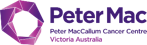 Peter Mac
Peter MacCallum Cancer Centre
Victoria Australia